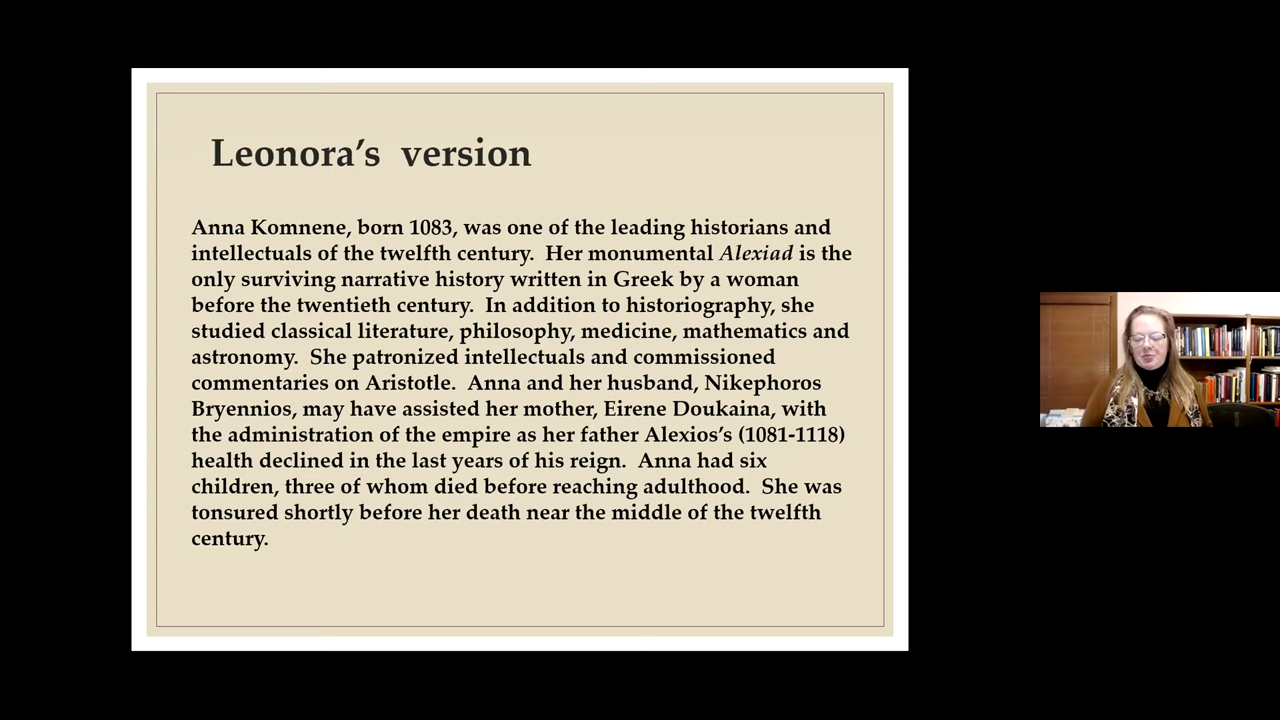 Leonora’s version
Anna Komnene, born 1083, was one of the leading historians and
intellectuals of the twelfth century. Her monumental Alexiad is the
only surviving narrative history written in Greek by a woman
before the twentieth century. In addition to historiography, she
studied classical literature, philosophy, medicine, mathematics and
astronomy. She patronized intellectuals and commissioned
commentaries on Aristotle. Anna and her husband, Nikephoros
Bryennios, may have assisted her mother, Eirene Doukaina, with
the administration of the empire as her father Alexios’s (1081-1118)
health declined in the last years of his reign. Anna had six
children, three of whom died before reaching adulthood. She was
tonsured shortly before her death near the middle of the twelfth
century.